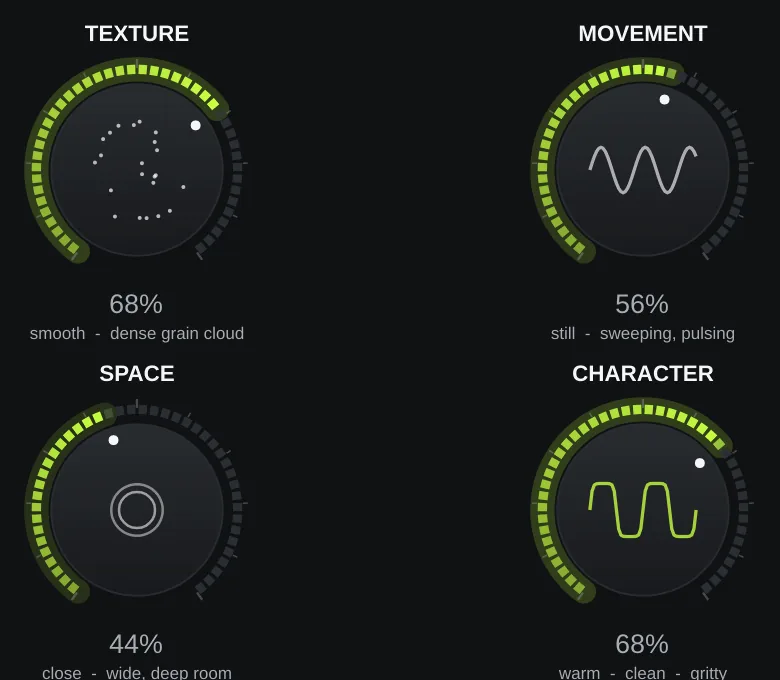 TEXTURE
MOVEMENT
68%
56%
smooth - dense grain cloud
still - sweeping, pulsing
SPACE
CHARACTER
44%
68%
close - wide, deep room
warm - clean - gritty